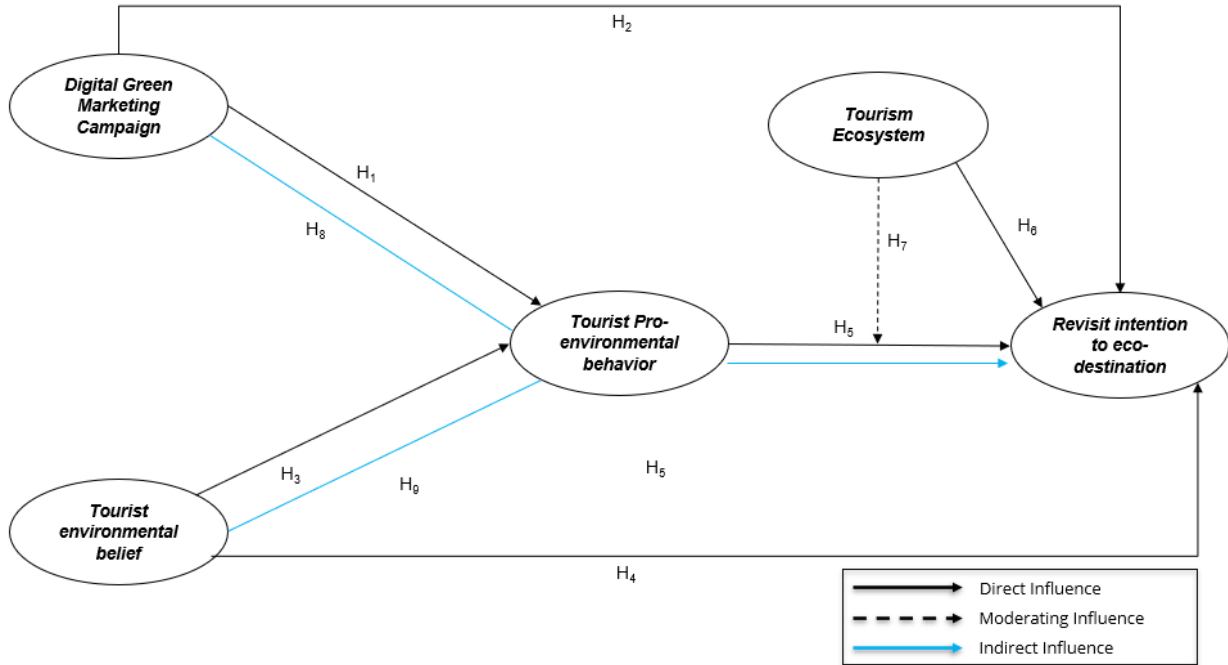 H₂
Digital Green
Marketing
Campaign
Tourism
Ecosystem
H₁
H₈
H₆
H₇
Tourist Pro-
environmental
behavior
H₅
Revisit intention
to eco-
destination
H₃
H₉
H₅
Tourist
environmental
belief
H₄
Direct Influence
Moderating Influence
Indirect Influence